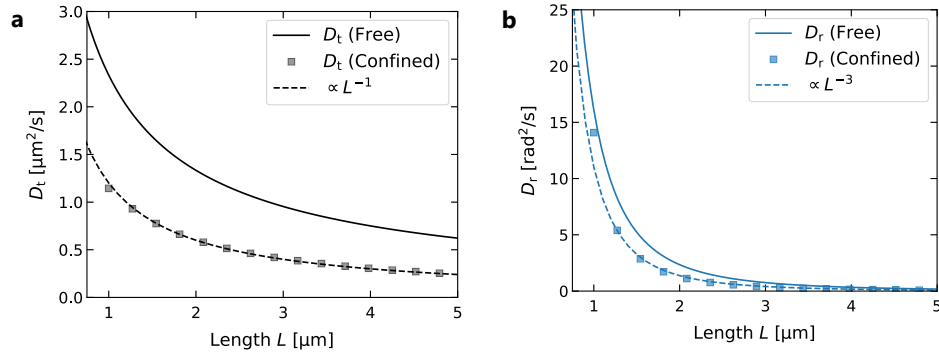 a
3.0
2.5
2.0
1.5
1.0
0.5
0.0
1
2
3
4
5
D_t [μm²/s]
Length L [μm]
D_t (Free)
D_t (Confined)
∝ L⁻¹
b
25
20
15
10
5
0
1
2
3
4
5
D_r [rad²/s]
Length L [μm]
D_r (Free)
D_r (Confined)
∝ L⁻³